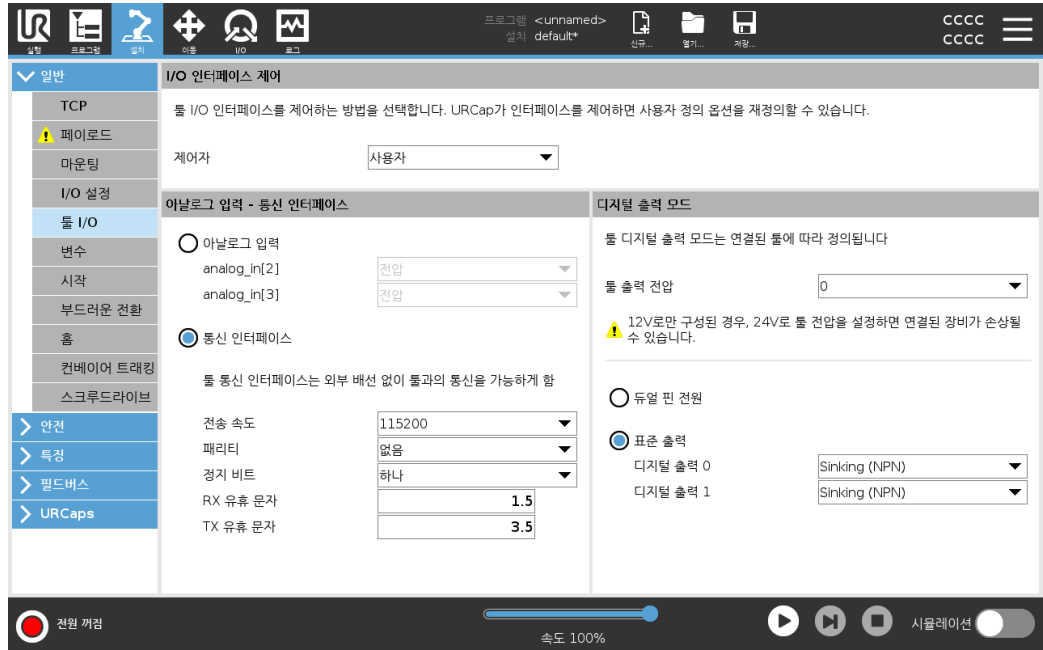 UR
실행
프로그램
설치
이동
I/O
로그
프로그램 <unnamed>
설치 default*
신규...
열기...
저장...
CCCC
CCCC
일반
TCP
페이로드
마운팅
I/O 설정
툴 I/O
변수
시작
부드러운 전환
홈
컨베이어 트래킹
스크루드라이브
안전
특징
필드버스
URCaps
I/O 인터페이스 제어
툴 I/O 인터페이스를 제어하는 방법을 선택합니다. URCap가 인터페이스를 제어하면 사용자 정의 옵션을 재정의할 수 있습니다.
제어자 사용자
아날로그 입력 - 통신 인터페이스
아날로그 입력
analog_in[2] 전압
analog_in[3] 전압
통신 인터페이스
툴 통신 인터페이스는 외부 배선 없이 툴과의 통신을 가능하게 함
전송 속도 115200
패리티 없음
정지 비트 하나
RX 유휴 문자 1.5
TX 유휴 문자 3.5
디지털 출력 모드
툴 디지털 출력 모드는 연결된 툴에 따라 정의됩니다
툴 출력 전압 0
12V로만 구성된 경우, 24V로 툴 전압을 설정하면 연결된 장비가 손상될
수 있습니다.
듀얼 핀 전원
표준 출력
디지털 출력 0 Sinking (NPN)
디지털 출력 1 Sinking (NPN)
전원 꺼짐
속도 100%
시뮬레이션